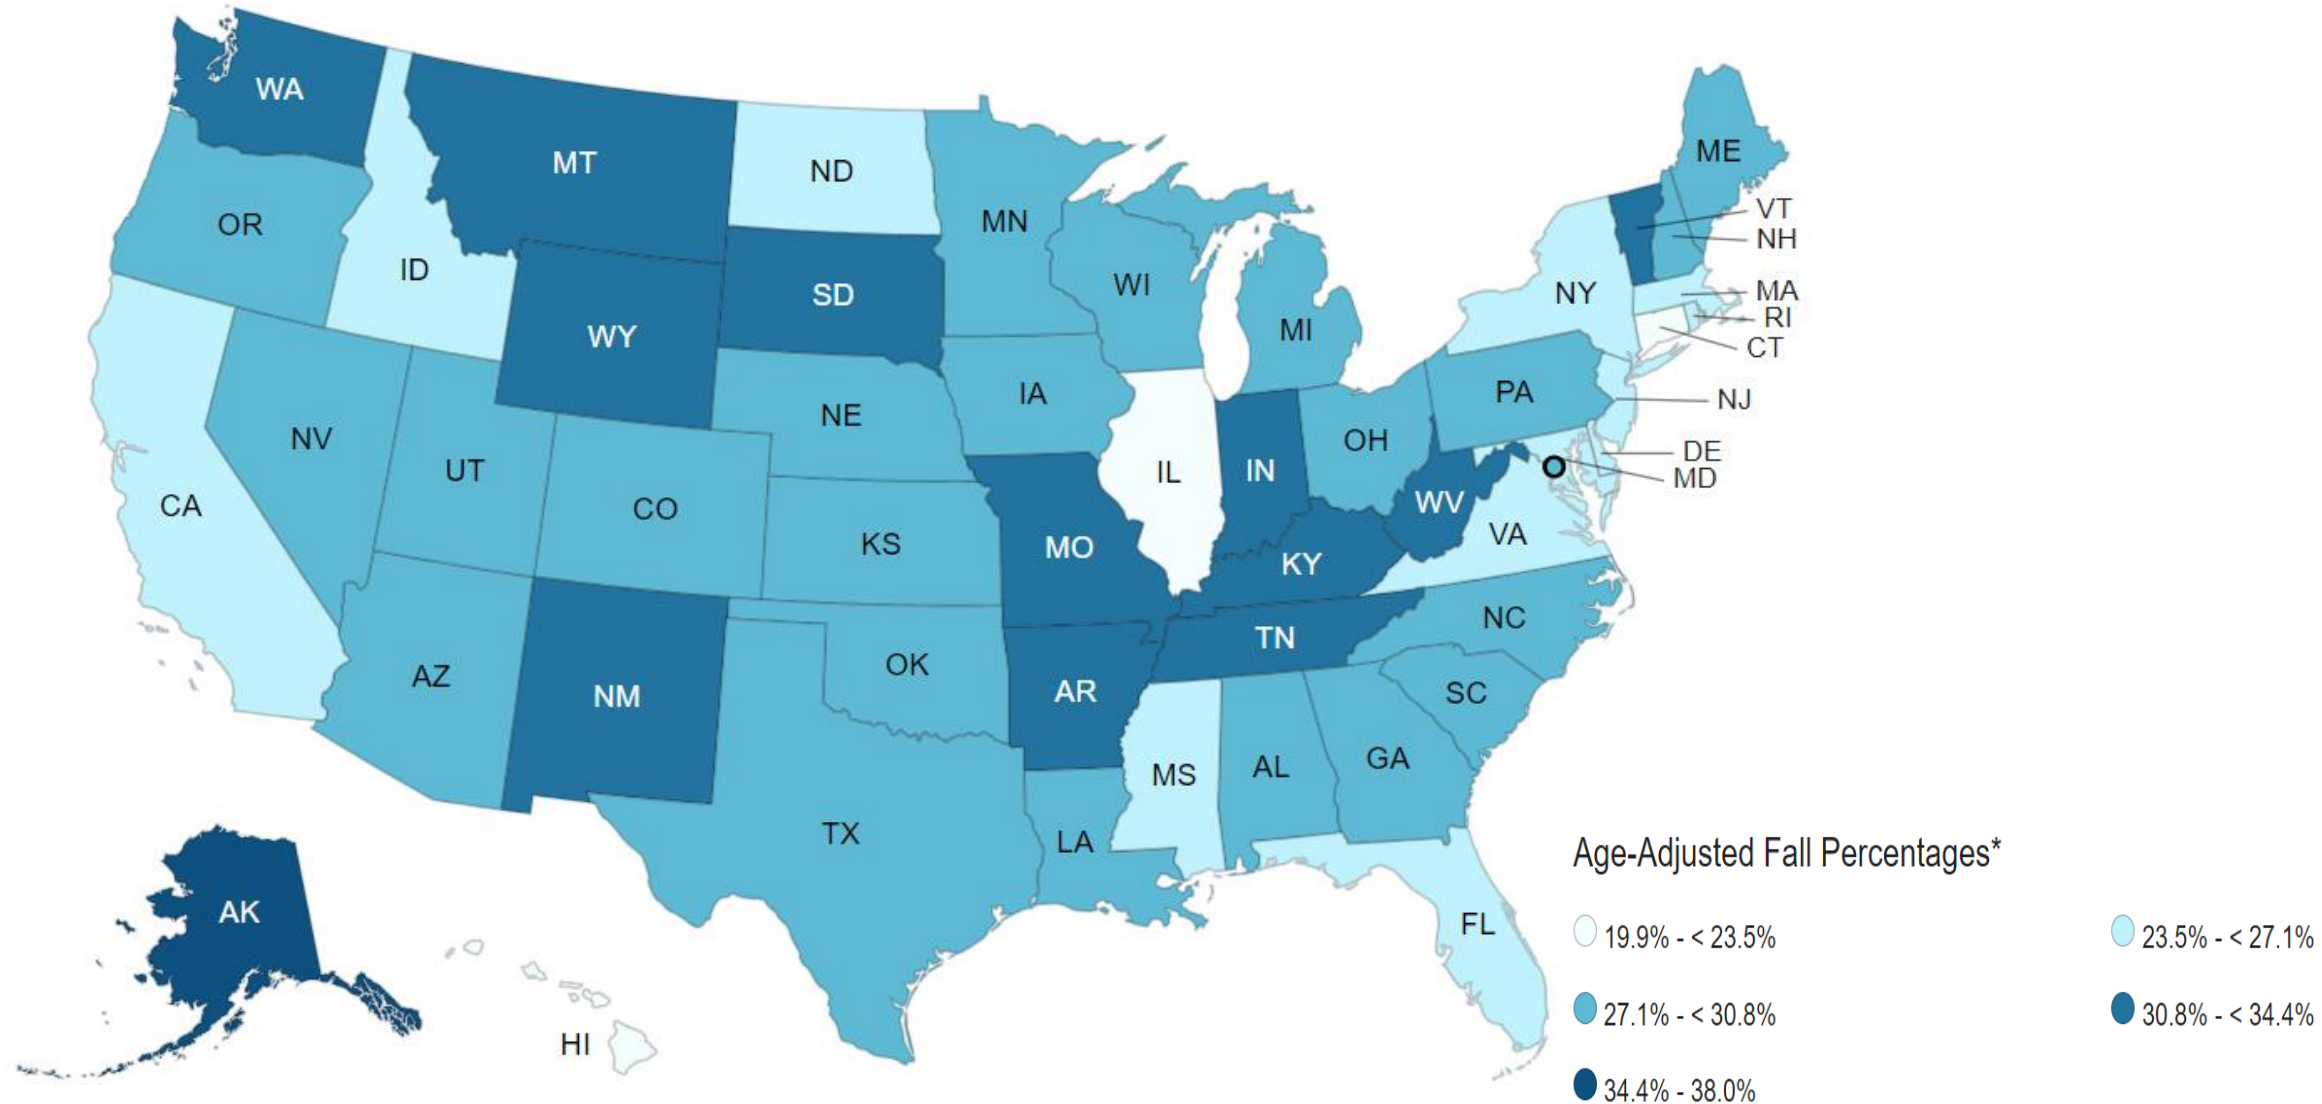 WA
MT
ND
ME
MN
VT
OR
NH
ID
WI
NY
MA
SD
RI
MI
WY
CT
PA
IA
NJ
NE
NV
OH
DE
UT
IL
IN
MD
CA
CO
WV
KS
MO
VA
KY
NC
TN
OK
AZ
NM
AR
SC
MS
AL
GA
TX
LA
Age-Adjusted Fall Percentages*
AK
FL
19.9% - < 23.5%
23.5% - < 27.1%
27.1% - < 30.8%
30.8% - < 34.4%
HI
34.4% - 38.0%